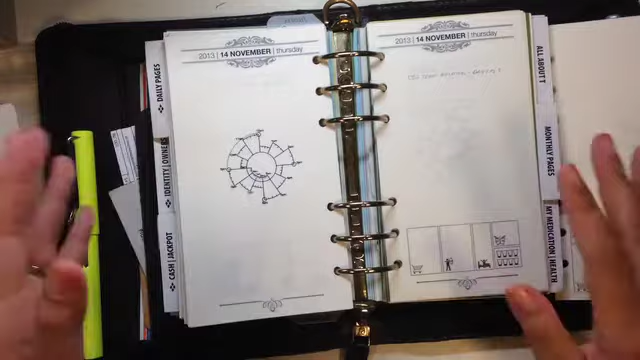 2013 | 14 NOVEMBER | thursday
2013 | 14 NOVEMBER | thursday
DAILY PAGES
IDENTITY | OWNER
CASH | JACKPOT
ALL ABOUT
MONTHLY PAGES
MY MEDICATION | HEALTH